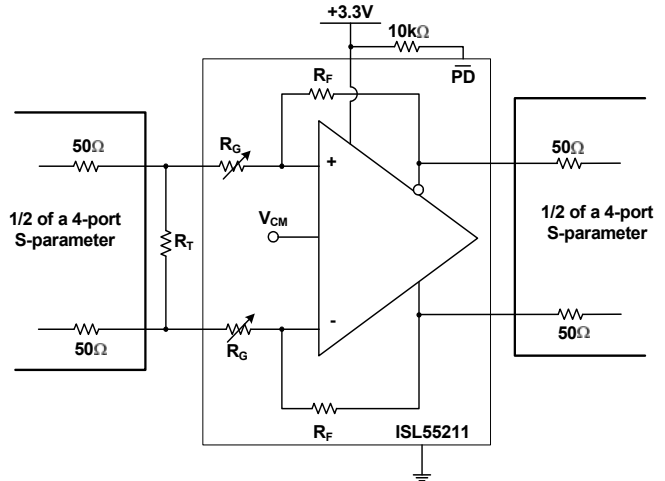 +3.3V
10kΩ
PD
RF
50Ω
RG
50Ω
+
1/2 of a 4-port
S-parameter
RT
VCM
1/2 of a 4-port
S-parameter
-
50Ω
RG
50Ω
RF
ISL55211